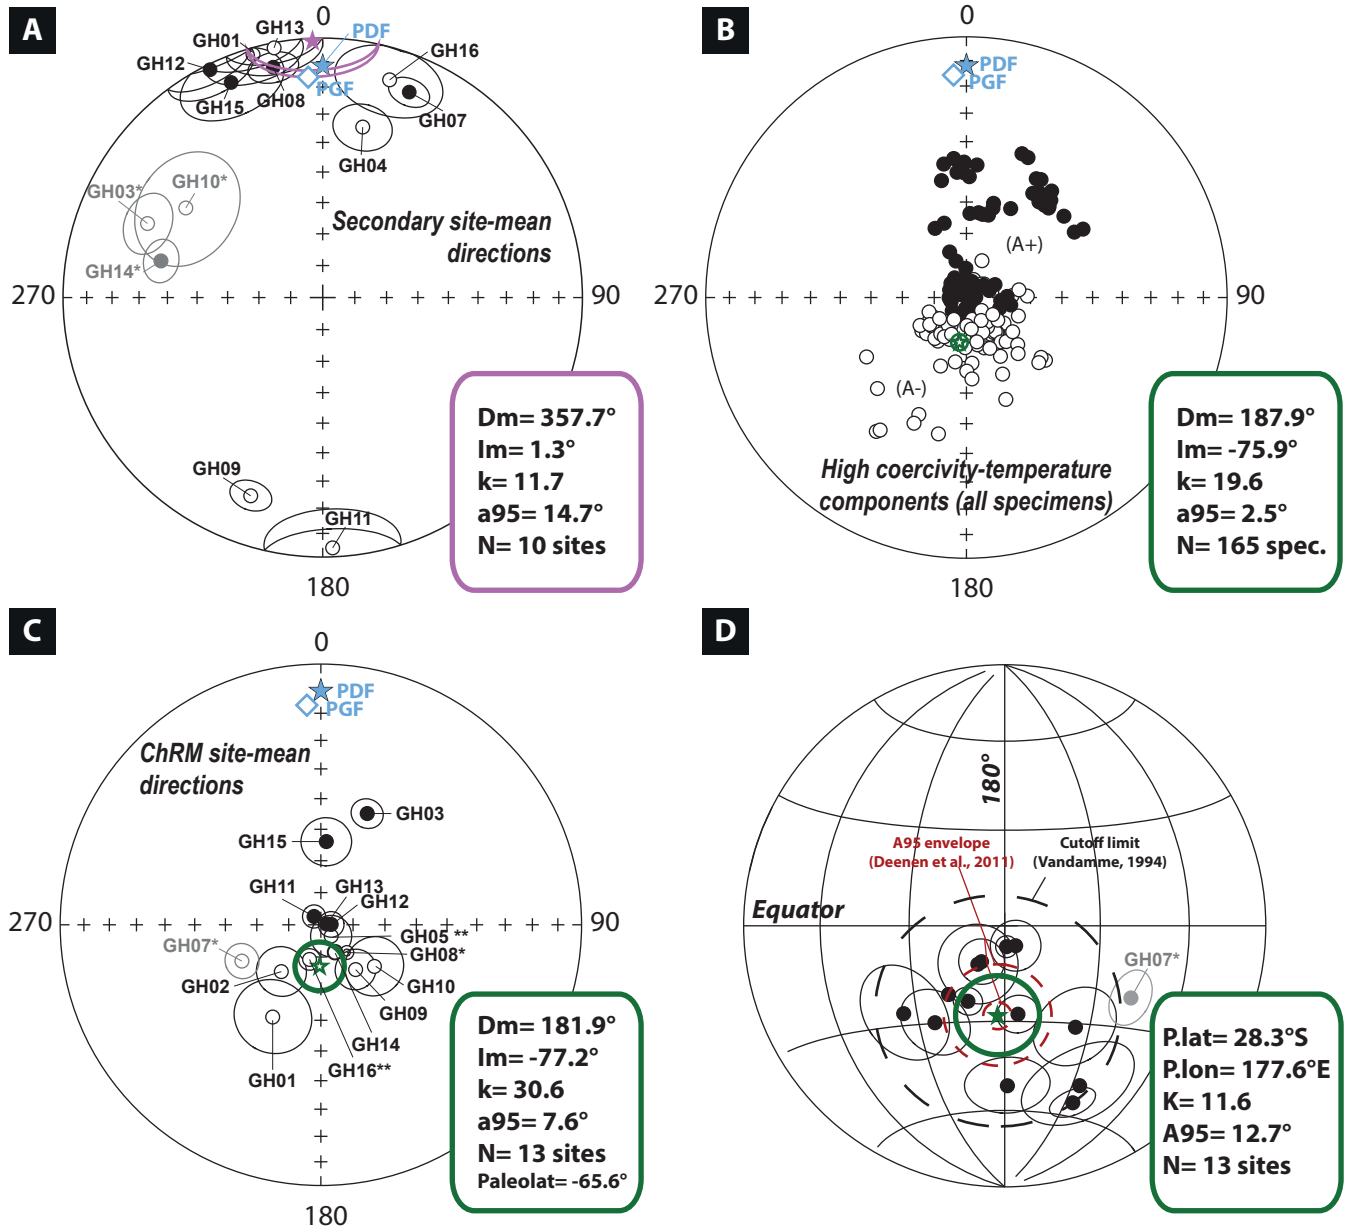 A
0
GH13
PDF
GH01
GH12
GH16
PGF
GH15
GH08
GH07
GH04
GH03*
GH10*
Secondary site-mean
directions
GH14*
270
90
GH09
GH11
180
Dm= 357.7°
Im= 1.3°
k= 11.7
a95= 14.7°
N= 10 sites
B
0
PDF
PGF
(A+)
270
90
(A-)
High coercivity-temperature
components (all specimens)
180
Dm= 187.9°
Im= -75.9°
k= 19.6
a95= 2.5°
N= 165 spec.
C
0
PDF
PGF
ChRM site-mean
directions
GH03
GH15
GH11
GH13
GH12
270
90
GH05 **
GH07*
GH08*
GH02
GH10
GH09
GH14
GH16**
GH01
180
Dm= 181.9°
Im= -77.2°
k= 30.6
a95= 7.6°
N= 13 sites
Paleolat= -65.6°
D
180°
A95 envelope
(Deenen et al., 2011)
Cutoff limit
(Vandamme, 1994)
Equator
GH07*
P.lat= 28.3°S
P.lon= 177.6°E
K= 11.6
A95= 12.7°
N= 13 sites